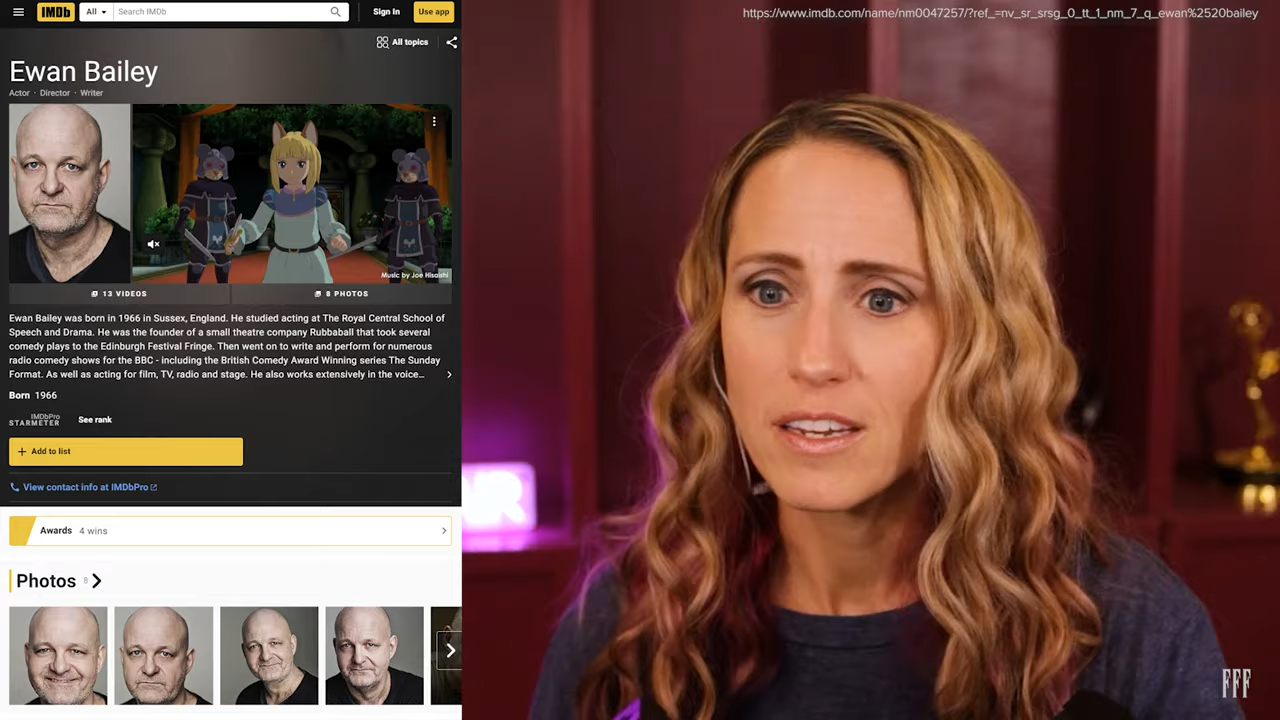 https://www.imdb.com/name/nm0047257/?ref_=nv_sr_srsg_0_tt_1_nm_7_q_ewan%2520bailey
IMDb
All
Search IMDb
Sign In
Use app
All topics
Ewan Bailey
Actor · Director · Writer
Music by Joe Hisaishi
13 VIDEOS
8 PHOTOS
Ewan Bailey was born in 1966 in Sussex, England. He studied acting at The Royal Central School of
Speech and Drama. He was the founder of a small theatre company Rubbaball that took several
comedy plays to the Edinburgh Festival Fringe. Then went on to write and perform for numerous
radio comedy shows for the BBC - including the British Comedy Award Winning series The Sunday
Format. As well as acting for film, TV, radio and stage. He also works extensively in the voice…
Born 1966
IMDbPro
STARMETER
See rank
+ Add to list
View contact info at IMDbPro
Awards 4 wins
Photos 8
FFF